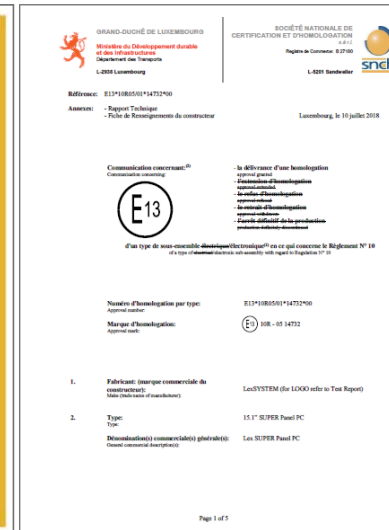 GRAND-DUCHÉ DE LUXEMBOURG
Ministère du Développement durable
et des Infrastructures
Département des Transports
L-2938 Luxembourg
SOCIÉTÉ NATIONALE DE
CERTIFICATION ET D'HOMOLOGATION
s.à r.l.
Registre de Commerce: B 27180
L-5201 Sandweiler
snch
Référence: E13*10R05/01*14732*00
Annexes: - Rapport Technique
- Fiche de Renseignements du constructeur
Luxembourg, le 10 juillet 2018
Communication concernant:(2)
Communication concerning:
- la délivrance d'une homologation
approval granted
- l'extension d'homologation
approval extended
- le refus d'homologation
approval refused
- le retrait d'homologation
approval withdrawn
- l'arrêt définitif de la production
production definitely discontinued
E13
d'un type de sous-ensemble électrique/électronique(2) en ce qui concerne le Règlement N° 10
of a type of electrical/electronic sub-assembly with regard to Regulation N° 10
Numéro d'homologation par type: E13*10R05/01*14732*00
Approval number:
Marque d'homologation: E13 10R - 05 14732
Approval mark:
1. Fabricant: (marque commerciale du
constructeur): LexSYSTEM (for LOGO refer to Test Report)
Make (trade name of manufacturer):
2. Type: 15.1" SUPER Panel PC
Type:
Dénomination(s) commerciale(s) générale(s): Lex SUPER Panel PC
General commercial description(s):
Page 1 of 5